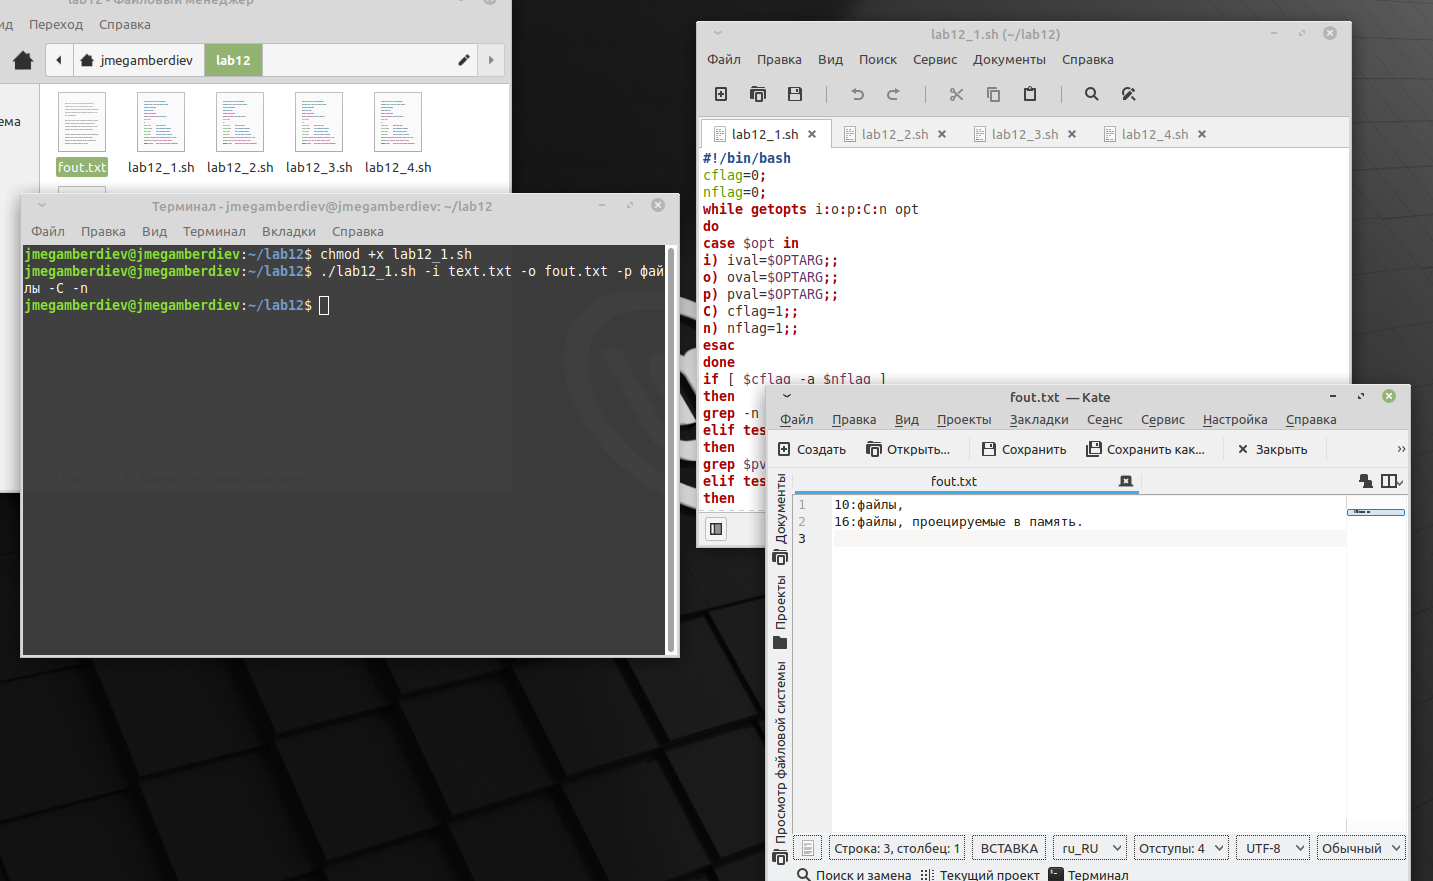 lab12 - Файловый менеджер
Переход Справка
jmegamberdiev lab12
ема
fout.txt lab12_1.sh lab12_2.sh lab12_3.sh lab12_4.sh
Терминал - jmegamberdiev@jmegamberdiev: ~/lab12
Файл Правка Вид Терминал Вкладки Справка
jmegamberdiev@jmegamberdiev:~/lab12$ chmod +x lab12_1.sh
jmegamberdiev@jmegamberdiev:~/lab12$ ./lab12_1.sh -i text.txt -o fout.txt -p фай
лы -C -n
jmegamberdiev@jmegamberdiev:~/lab12$
lab12_1.sh (~/lab12)
Файл Правка Вид Поиск Сервис Документы Справка
lab12_1.sh lab12_2.sh lab12_3.sh lab12_4.sh
#!/bin/bash
cflag=0;
nflag=0;
while getopts i:o:p:C:n opt
do
case $opt in
i) ival=$OPTARG;;
o) oval=$OPTARG;;
p) pval=$OPTARG;;
C) cflag=1;;
n) nflag=1;;
esac
done
if [ $cflag -a $nflag ]
then
grep -n
elif tes
then
grep $pv
elif tes
then
fout.txt — Kate
Файл Правка Вид Проекты Закладки Сеанс Сервис Настройка Справка
Создать Открыть... Сохранить Сохранить как... Закрыть »
fout.txt
Документы
Проекты
Просмотр файловой системы
1 10:файлы,
2 16:файлы, проецируемые в память.
3
Строка: 3, столбец: 1 ВСТАВКА ru_RU Отступы: 4 UTF-8 Обычный
Поиск и замена Текущий проект Терминал